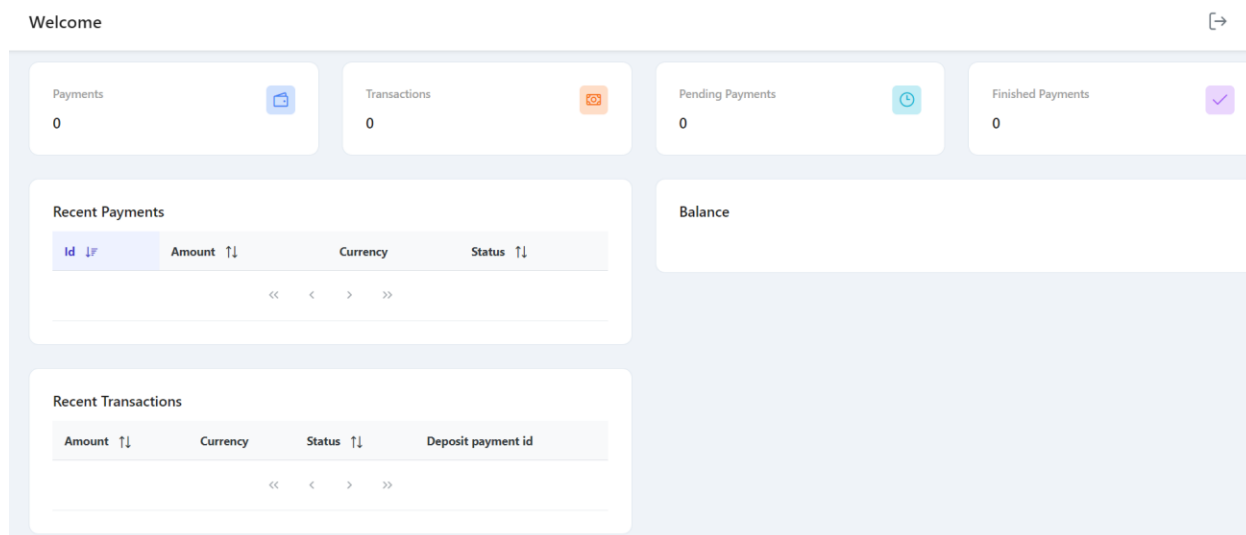 Welcome
Payments
0
Transactions
0
Pending Payments
0
Finished Payments
0
Recent Payments
Id Amount Currency Status
Balance
Recent Transactions
Amount Currency Status Deposit payment id